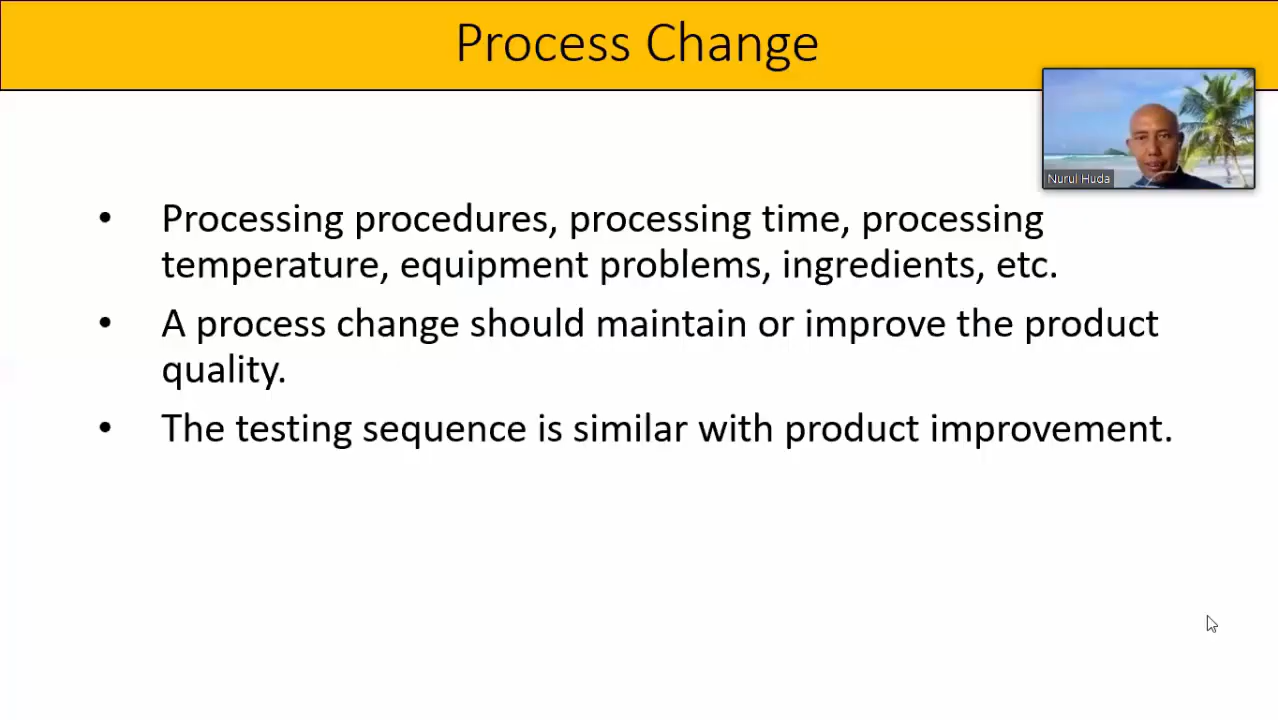 Process Change
Nurul Huda
• Processing procedures, processing time, processing
temperature, equipment problems, ingredients, etc.
• A process change should maintain or improve the product
quality.
• The testing sequence is similar with product improvement.